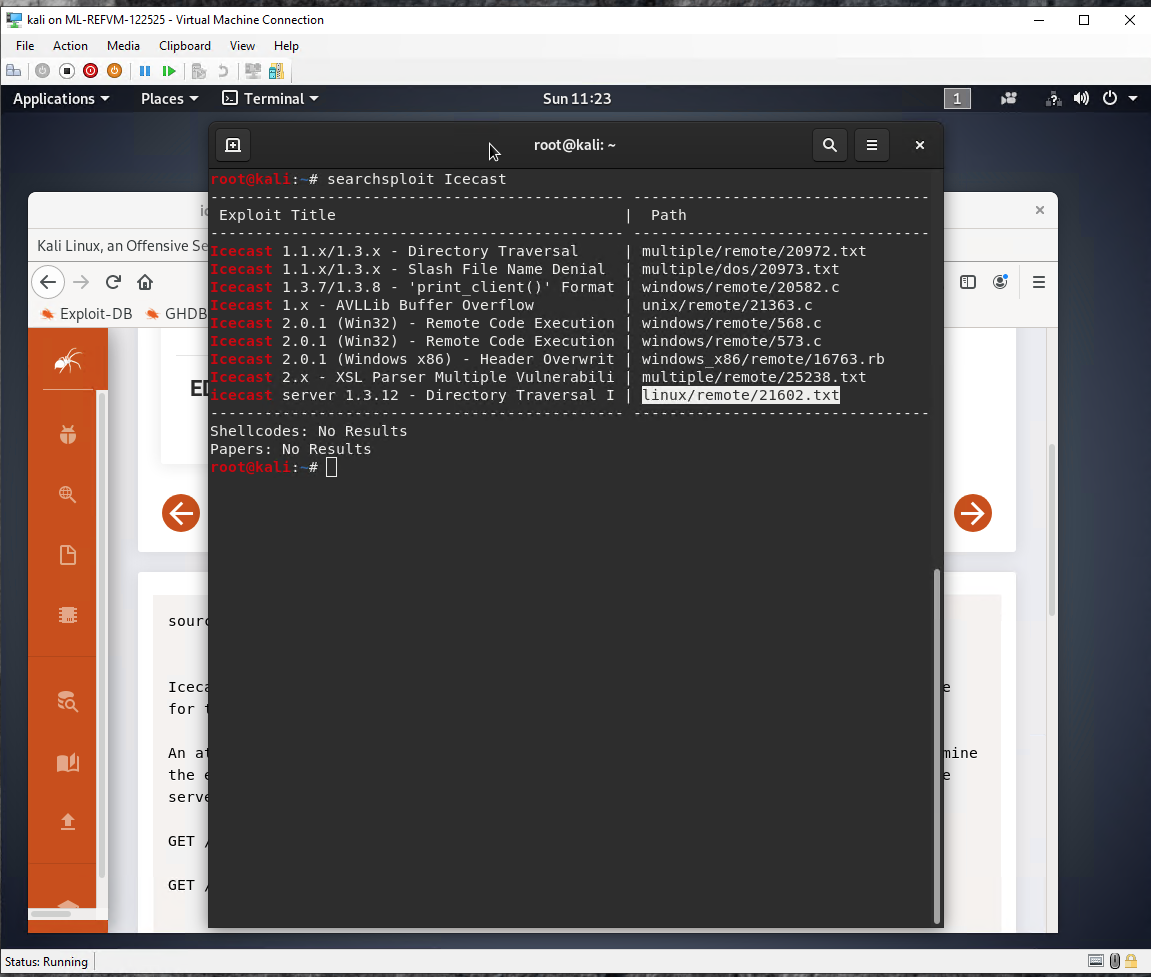 kali on ML-REFVM-122525 - Virtual Machine Connection
File Action Media Clipboard View Help
Applications Places Terminal Sun 11:23 1
root@kali: ~
root@kali:~# searchsploit Icecast
Exploit Title | Path
Icecast 1.1.x/1.3.x - Directory Traversal | multiple/remote/20972.txt
Icecast 1.1.x/1.3.x - Slash File Name Denial | multiple/dos/20973.txt
Icecast 1.3.7/1.3.8 - 'print_client()' Format | windows/remote/20582.c
Icecast 1.x - AVLLib Buffer Overflow | unix/remote/21363.c
Icecast 2.0.1 (Win32) - Remote Code Execution | windows/remote/568.c
Icecast 2.0.1 (Win32) - Remote Code Execution | windows/remote/573.c
Icecast 2.0.1 (Windows x86) - Header Overwrit | windows_x86/remote/16763.rb
Icecast 2.x - XSL Parser Multiple Vulnerabili | multiple/remote/25238.txt
icecast server 1.3.12 - Directory Traversal I | linux/remote/21602.txt
Shellcodes: No Results
Papers: No Results
root@kali:~#
Kali Linux, an Offensive Se
Exploit-DB GHDB
ED
sourc
Iceca
for
An at
mine
the e
serve
GET /
GET /
Status: Running